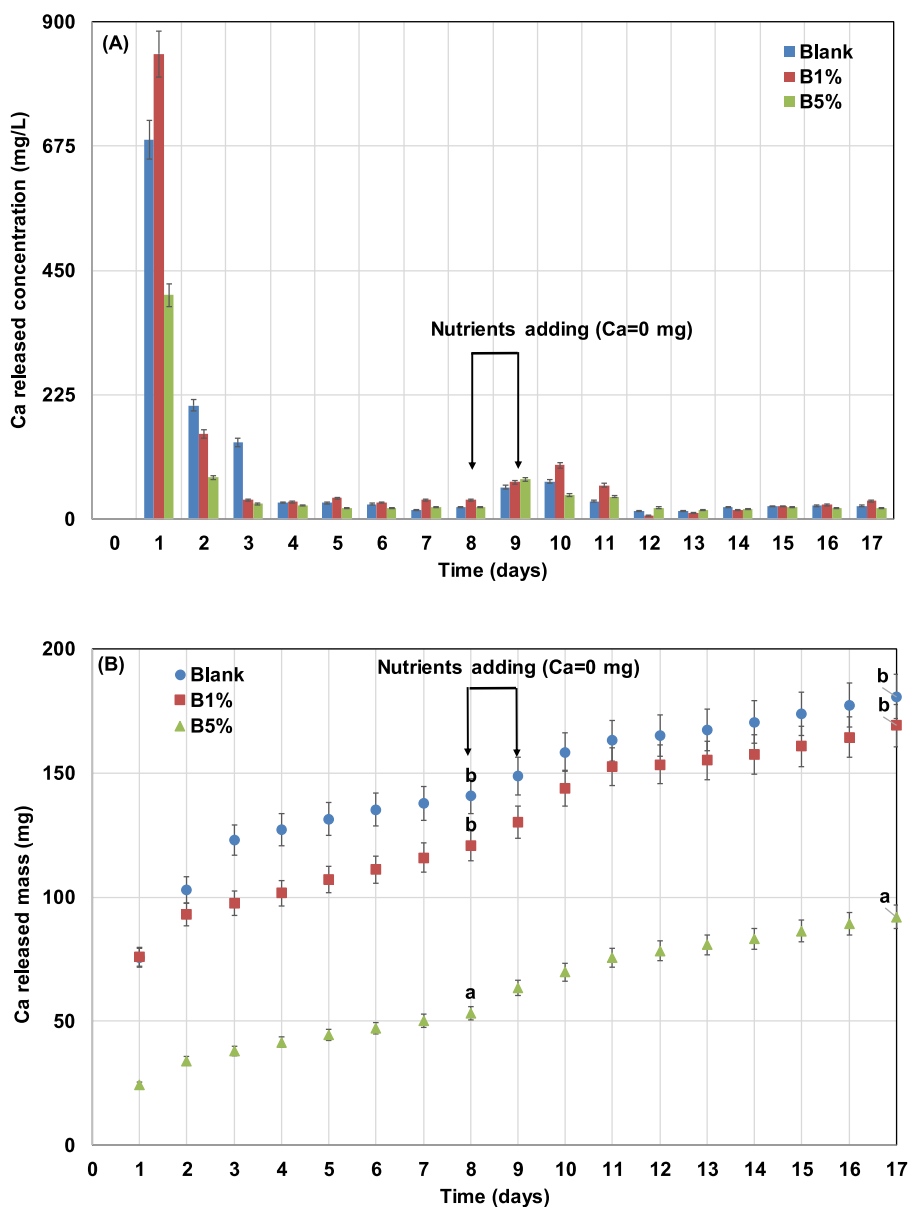 (A)
Ca released concentration (mg/L)
900
675
450
225
0
Blank
B1%
B5%
Nutrients adding (Ca=0 mg)
0 1 2 3 4 5 6 7 8 9 10 11 12 13 14 15 16 17
Time (days)
(B)
Ca released mass (mg)
200
150
100
50
0
Blank
B1%
B5%
Nutrients adding (Ca=0 mg)
b
b
a
b
b
a
0 1 2 3 4 5 6 7 8 9 10 11 12 13 14 15 16 17
Time (days)